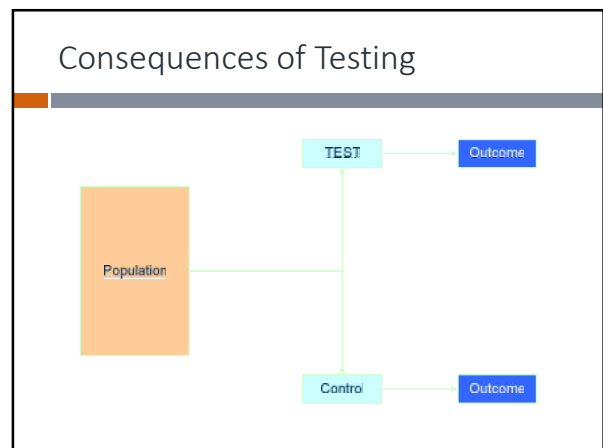 Consequences of Testing
TEST
Outcome
Population
Control
Outcome